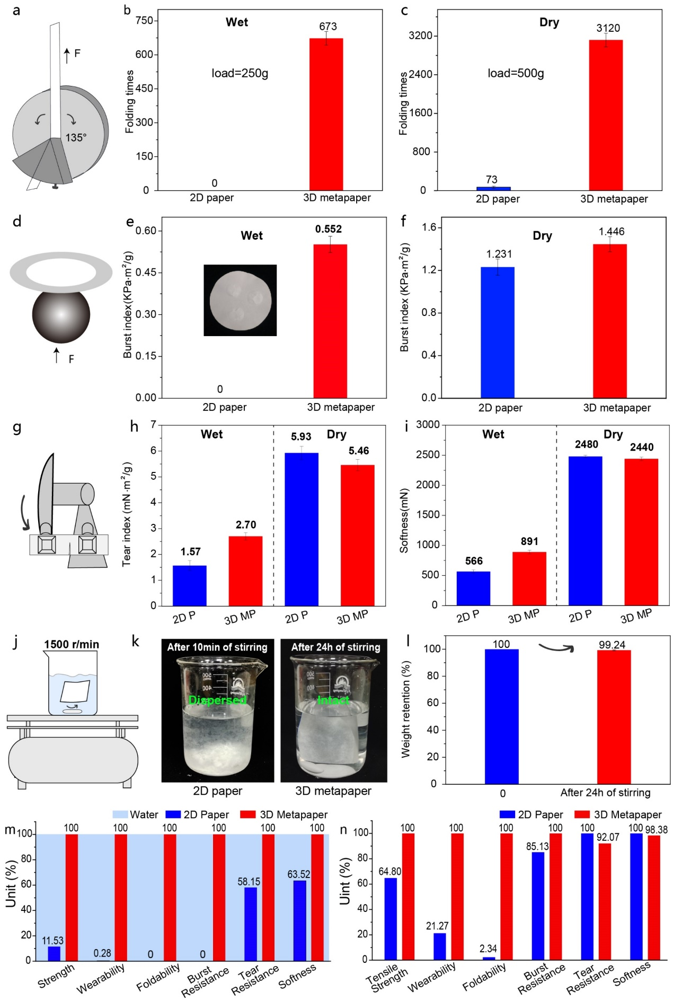 a
F
135°
b
Wet
load=250g
673
0
750
600
450
300
150
0
Folding times
2D paper
3D metapaper
c
Dry
load=500g
3120
73
3200
2400
1600
800
0
Folding times
2D paper
3D metapaper
d
F
e
Wet
0.552
0
0.60
0.45
0.30
0.15
0.00
Burst index(KPa·m²/g)
2D paper
3D metapaper
f
Dry
1.446
1.231
1.6
1.2
0.8
0.4
0.0
Burst index (KPa·m²/g)
2D paper
3D metapaper
g
h
Wet
Dry
1.57
2.70
5.93
5.46
7
6
5
4
3
2
1
0
Tear index (mN·m²/g)
2D P
3D MP
2D P
3D MP
i
Wet
Dry
566
891
2480
2440
3000
2500
2000
1500
1000
500
0
Softness(mN)
2D P
3D MP
2D P
3D MP
j
1500 r/min
k
After 10min of stirring
500
400
Dispersed
2D paper
After 24h of stirring
500
400
Intact
3D metapaper
l
100
99.24
100
80
60
40
20
0
Weight retention (%)
0
After 24h of stirring
m
Water
2D Paper
3D Metapaper
100
80
60
40
20
0
Unit (%)
11.53
100
0.28
100
0
100
0
100
58.15
100
63.52
100
Strength
Wearability
Foldability
Burst
Resistance
Tear
Resistance
Softness
n
2D Paper
3D Metapaper
100
80
60
40
20
0
Uint (%)
64.80
100
21.27
100
2.34
100
85.13
100
100
92.07
100
98.38
Tensile
Strength
Wearability
Foldability
Burst
Resistance
Tear
Resistance
Softness